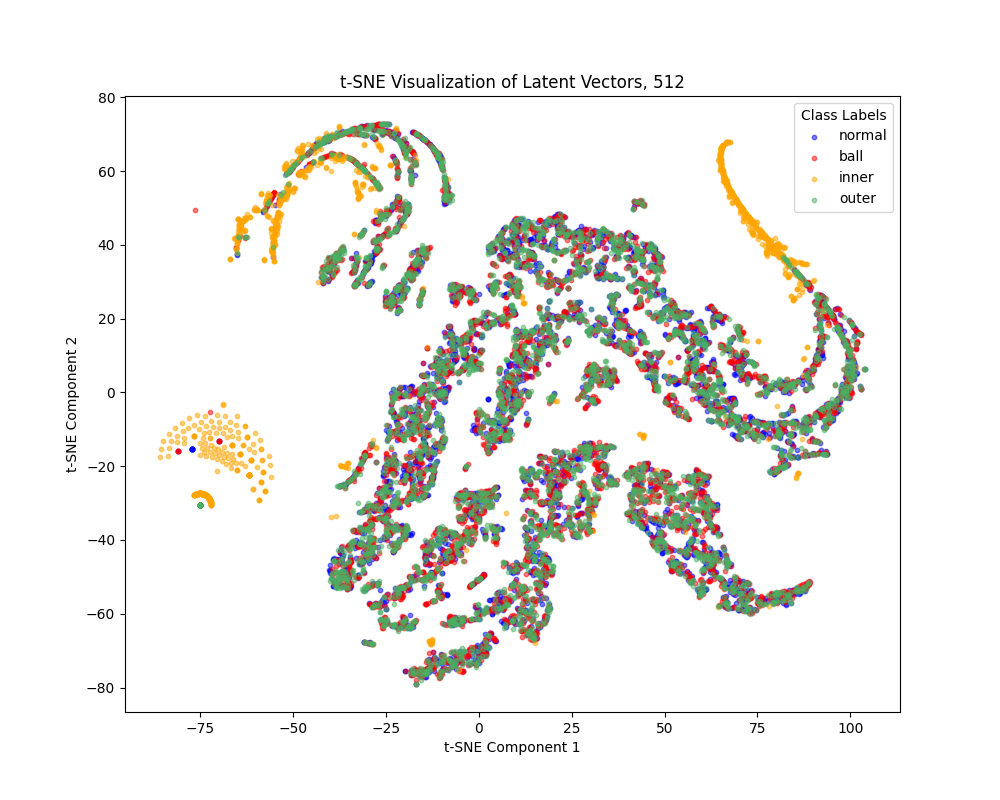 t-SNE Visualization of Latent Vectors, 512
Class Labels
normal
ball
inner
outer
80
60
40
20
0
−20
−40
−60
−80
t-SNE Component 2
−75
−50
−25
0
25
50
75
100
t-SNE Component 1